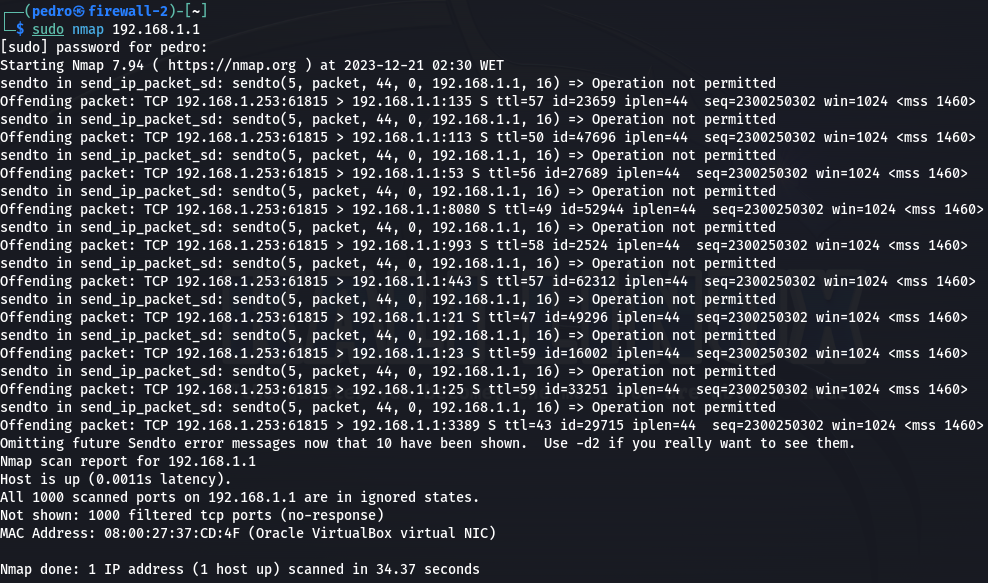 ┌──(pedro㉿firewall-2)-[~]
└─$ sudo nmap 192.168.1.1
[sudo] password for pedro:
Starting Nmap 7.94 ( https://nmap.org ) at 2023-12-21 02:30 WET
sendto in send_ip_packet_sd: sendto(5, packet, 44, 0, 192.168.1.1, 16) => Operation not permitted
Offending packet: TCP 192.168.1.253:61815 > 192.168.1.1:135 S ttl=57 id=23659 iplen=44  seq=2300250302 win=1024 <mss 1460>
sendto in send_ip_packet_sd: sendto(5, packet, 44, 0, 192.168.1.1, 16) => Operation not permitted
Offending packet: TCP 192.168.1.253:61815 > 192.168.1.1:113 S ttl=50 id=47696 iplen=44  seq=2300250302 win=1024 <mss 1460>
sendto in send_ip_packet_sd: sendto(5, packet, 44, 0, 192.168.1.1, 16) => Operation not permitted
Offending packet: TCP 192.168.1.253:61815 > 192.168.1.1:53 S ttl=56 id=27689 iplen=44  seq=2300250302 win=1024 <mss 1460>
sendto in send_ip_packet_sd: sendto(5, packet, 44, 0, 192.168.1.1, 16) => Operation not permitted
Offending packet: TCP 192.168.1.253:61815 > 192.168.1.1:8080 S ttl=49 id=52944 iplen=44  seq=2300250302 win=1024 <mss 1460>
sendto in send_ip_packet_sd: sendto(5, packet, 44, 0, 192.168.1.1, 16) => Operation not permitted
Offending packet: TCP 192.168.1.253:61815 > 192.168.1.1:993 S ttl=58 id=2524 iplen=44  seq=2300250302 win=1024 <mss 1460>
sendto in send_ip_packet_sd: sendto(5, packet, 44, 0, 192.168.1.1, 16) => Operation not permitted
Offending packet: TCP 192.168.1.253:61815 > 192.168.1.1:443 S ttl=57 id=62312 iplen=44  seq=2300250302 win=1024 <mss 1460>
sendto in send_ip_packet_sd: sendto(5, packet, 44, 0, 192.168.1.1, 16) => Operation not permitted
Offending packet: TCP 192.168.1.253:61815 > 192.168.1.1:21 S ttl=47 id=49296 iplen=44  seq=2300250302 win=1024 <mss 1460>
sendto in send_ip_packet_sd: sendto(5, packet, 44, 0, 192.168.1.1, 16) => Operation not permitted
Offending packet: TCP 192.168.1.253:61815 > 192.168.1.1:23 S ttl=59 id=16002 iplen=44  seq=2300250302 win=1024 <mss 1460>
sendto in send_ip_packet_sd: sendto(5, packet, 44, 0, 192.168.1.1, 16) => Operation not permitted
Offending packet: TCP 192.168.1.253:61815 > 192.168.1.1:25 S ttl=59 id=33251 iplen=44  seq=2300250302 win=1024 <mss 1460>
sendto in send_ip_packet_sd: sendto(5, packet, 44, 0, 192.168.1.1, 16) => Operation not permitted
Offending packet: TCP 192.168.1.253:61815 > 192.168.1.1:3389 S ttl=43 id=29715 iplen=44  seq=2300250302 win=1024 <mss 1460>
Omitting future Sendto error messages now that 10 have been shown.  Use -d2 if you really want to see them.
Nmap scan report for 192.168.1.1
Host is up (0.0011s latency).
All 1000 scanned ports on 192.168.1.1 are in ignored states.
Not shown: 1000 filtered tcp ports (no-response)
MAC Address: 08:00:27:37:CD:4F (Oracle VirtualBox virtual NIC)

Nmap done: 1 IP address (1 host up) scanned in 34.37 seconds